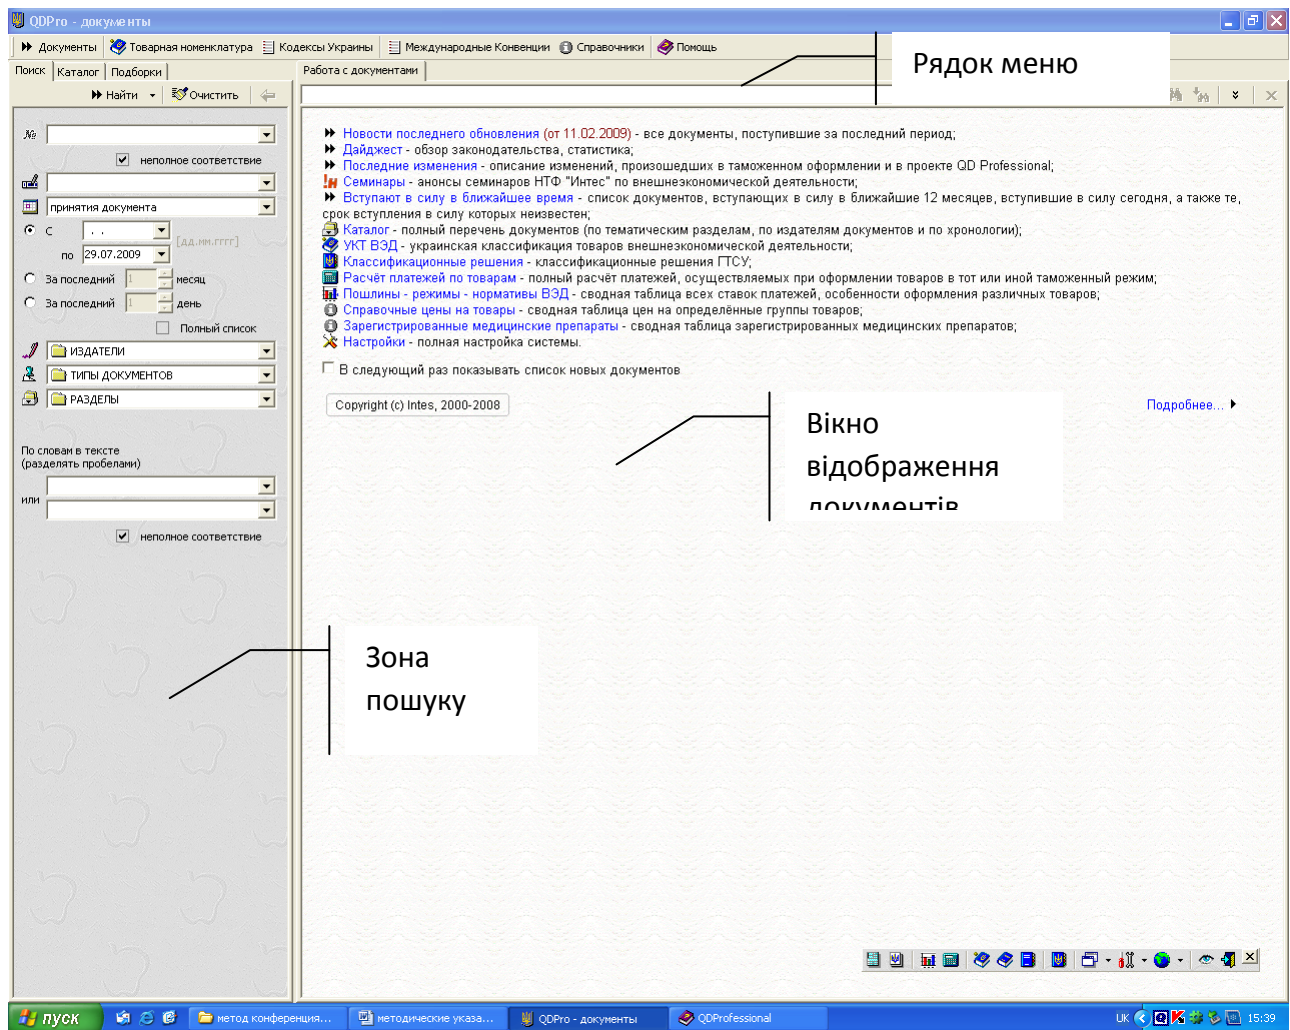 QDPro - документы
Документы Товарная номенклатура Кодексы Украины Международные Конвенции Справочники Помощь
Рядок меню
Поиск Каталог Подборки
Работа с документами
Найти Очистить
№
неполное соответствие
принятия документа
С . .
[дд.мм.гггг]
по 29.07.2009
За последний 1 месяц
За последний 1 день
Полный список
ИЗДАТЕЛИ
ТИПЫ ДОКУМЕНТОВ
РАЗДЕЛЫ
По словам в тексте
(разделять пробелами)
или
неполное соответствие
Новости последнего обновления (от 11.02.2009) - все документы, поступившие за последний период;
Дайджест - обзор законодательства, статистика;
Последние изменения - описание изменений, произошедших в таможенном оформлении и в проекте QD Professional;
Семинары - анонсы семинаров НТФ "Интес" по внешнеэкономической деятельности;
Вступают в силу в ближайшее время - список документов, вступающих в силу в ближайшие 12 месяцев, вступившие в силу сегодня, а также те,
срок вступления в силу которых неизвестен;
Каталог - полный перечень документов (по тематическим разделам, по издателям документов и по хронологии);
УКТ ВЭД - украинская классификация товаров внешнеэкономической деятельности;
Классификационные решения - классификационные решения ГТСУ;
Расчёт платежей по товарам - полный расчёт платежей, осуществляемых при оформлении товаров в тот или иной таможенный режим;
Пошлины - режимы - нормативы ВЭД - сводная таблица всех ставок платежей, особенности оформления различных товаров;
Справочные цены на товары - сводная таблица цен на определённые группы товаров;
Зарегистрированные медицинские препараты - сводная таблица зарегистрированных медицинских препаратов;
Настройки - полная настройка системы.
В следующий раз показывать список новых документов
Copyright (c) Intes, 2000-2008
Подробнее...
Вікно
відображення
документів
Зона
пошуку
пуск
метод конференция...
методические указа...
QDPro - документы
QDProfessional
UK
15:39